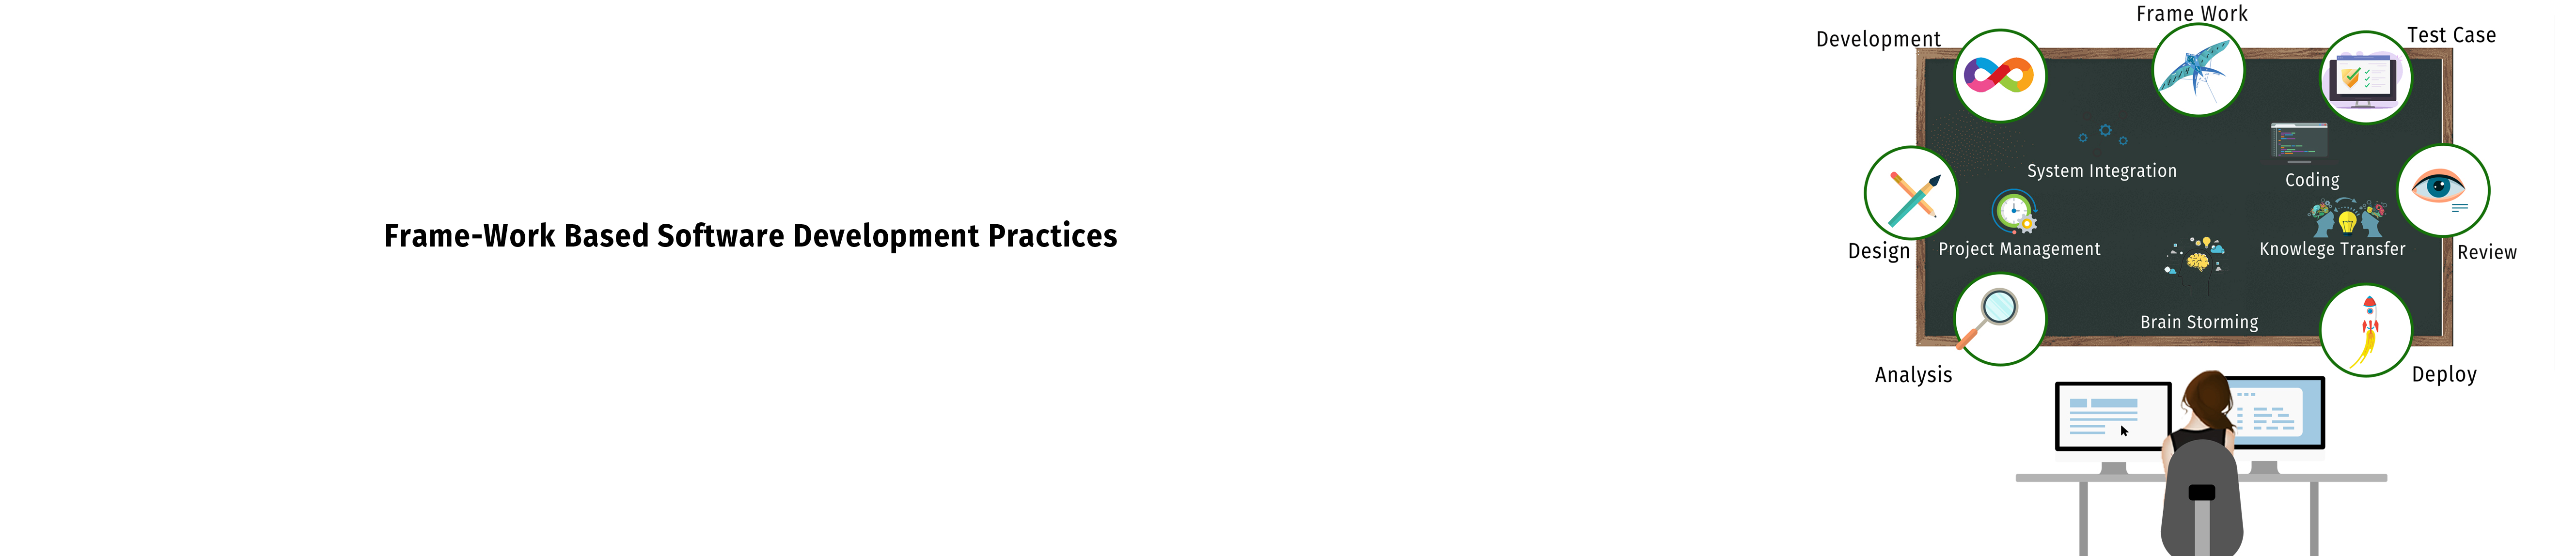 Frame-Work Based Software Development Practices
Frame Work
Development
Test Case
System Integration
Coding
Design
Project Management
Knowlege Transfer
Review
Brain Storming
Analysis
Deploy